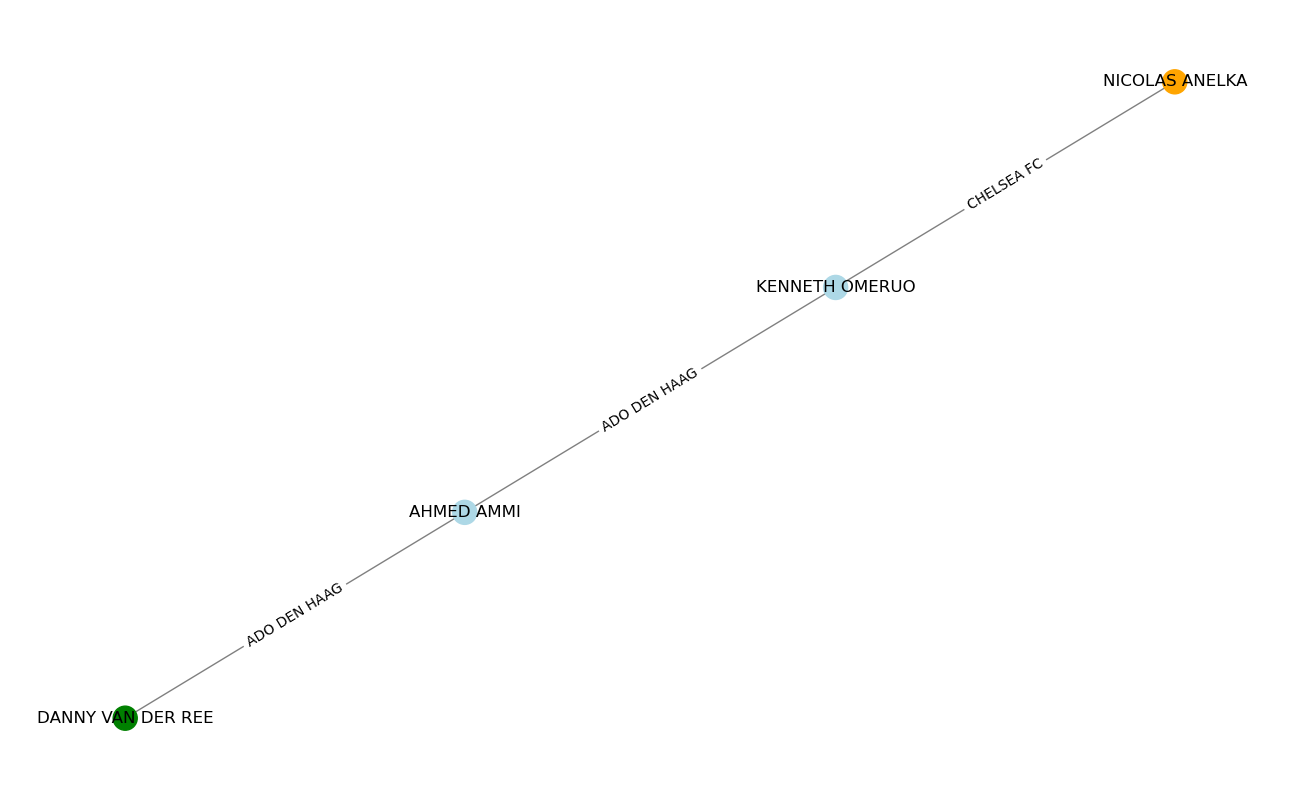 NICOLAS ANELKA
CHELSEA FC
KENNETH OMERUO
ADO DEN HAAG
AHMED AMMI
ADO DEN HAAG
DANNY VAN DER REE